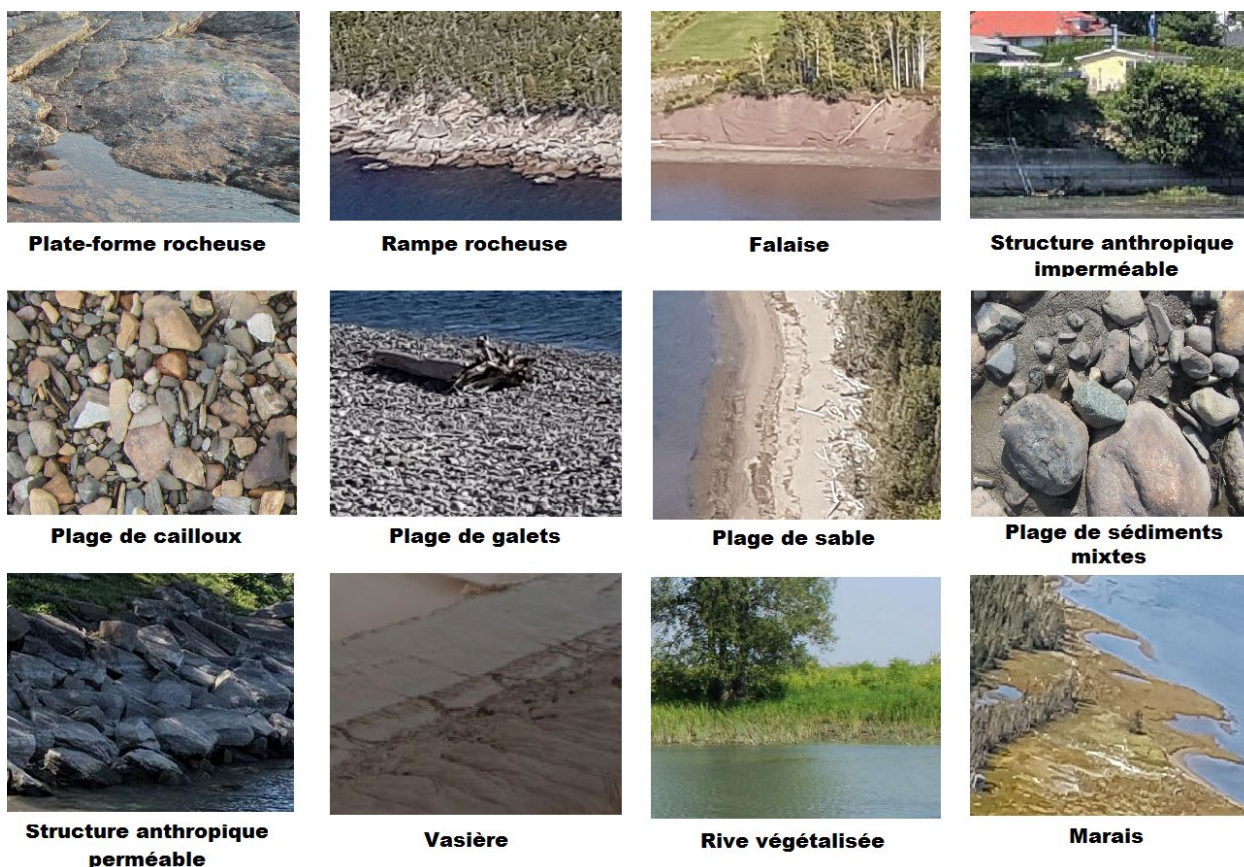 Plate-forme rocheuse
Rampe rocheuse
Falaise
Structure anthropique
imperméable
Plage de cailloux
Plage de galets
Plage de sable
Plage de sédiments
mixtes
Structure anthropique
perméable
Vasière
Rive végétalisée
Marais